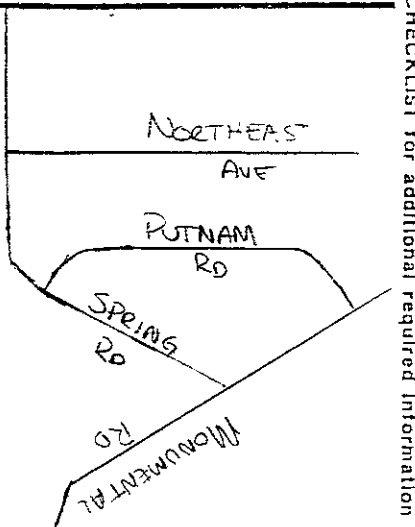 NORTHEAST
AVE
PUTNAM
RD
SPRING
RD
MONUMENTAL
RD
CHECKLIST for additional required information